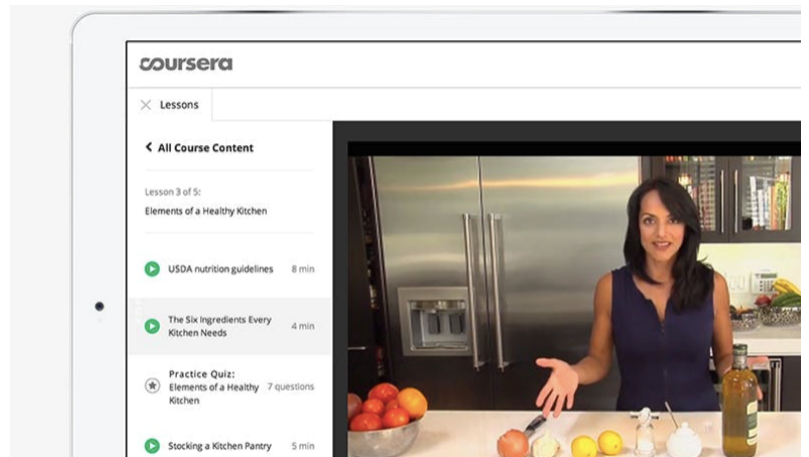 coursera
Lessons
All Course Content
Lesson 3 of 5:
Elements of a Healthy Kitchen
USDA nutrition guidelines 8 min
The Six Ingredients Every
Kitchen Needs
4 min
Practice Quiz:
Elements of a Healthy
Kitchen
7 questions
Stocking a Kitchen Pantry 5 min